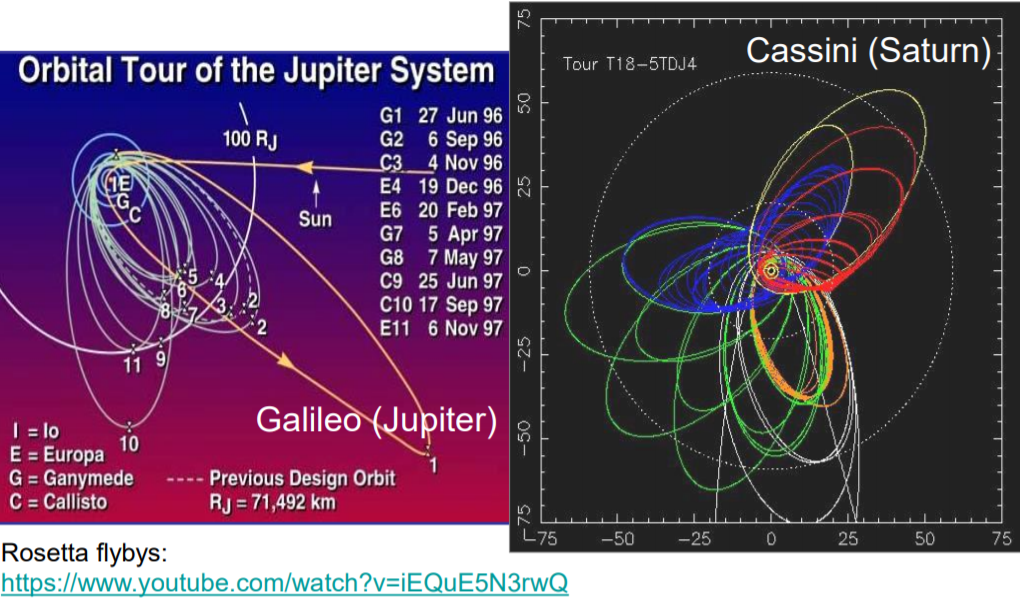 Orbital Tour of the Jupiter System
100 RJ
Sun
G1 27 Jun 96
G2 6 Sep 96
C3 4 Nov 96
E4 19 Dec 96
E6 20 Feb 97
G7 5 Apr 97
G8 7 May 97
C9 25 Jun 97
C10 17 Sep 97
E11 6 Nov 97
I E
G
C
5
4
6
8
7
3
2
2
11
9
10
1
Galileo (Jupiter)
I = Io
E = Europa
G = Ganymede
C = Callisto
---- Previous Design Orbit
RJ = 71,492 km
Cassini (Saturn)
Tour T18-5TDJ4
75
50
25
0
-25
-50
-75
-75
-50
-25
0
25
50
75
Rosetta flybys:
https://www.youtube.com/watch?v=iEQuE5N3rwQ